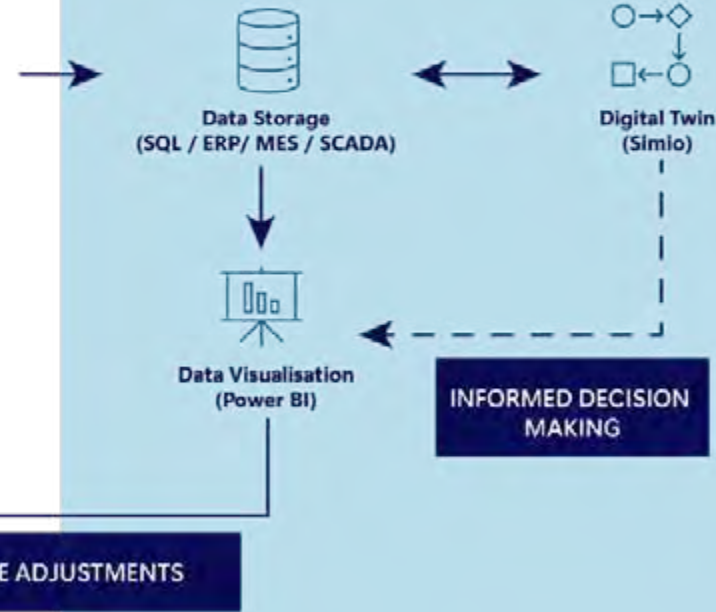 Data Storage
(SQL / ERP/ MES / SCADA)
Digital Twin
(Simio)
Data Visualisation
(Power BI)
INFORMED DECISION
MAKING
E ADJUSTMENTS